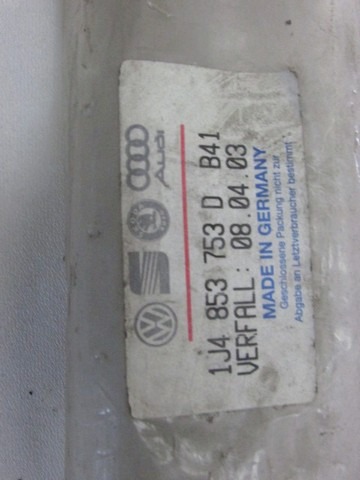 Audi
1J4 853 753 D B41
VERFALL: 08.04.03
MADE IN GERMANY
Geschlossene Packung nicht zur
Abgabe an Letztverbraucher bestimmt